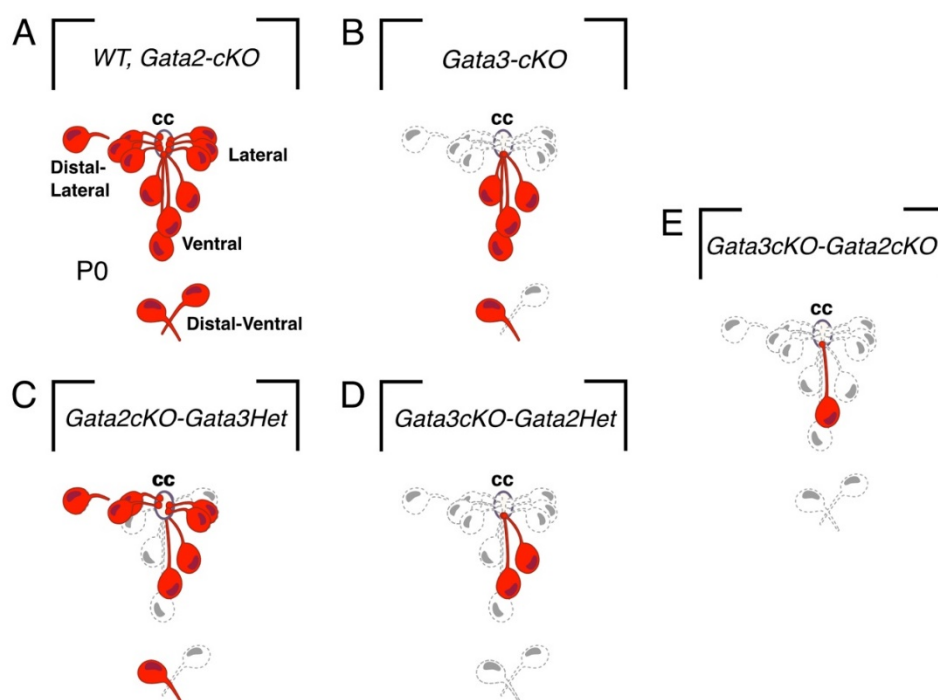 A
WT, Gata2-cKO
cc
Distal-
Lateral
Lateral
Ventral
P0
Distal-Ventral
B
Gata3-cKO
cc
C
Gata2cKO-Gata3Het
cc
D
Gata3cKO-Gata2Het
cc
E
Gata3cKO-Gata2cKO
cc